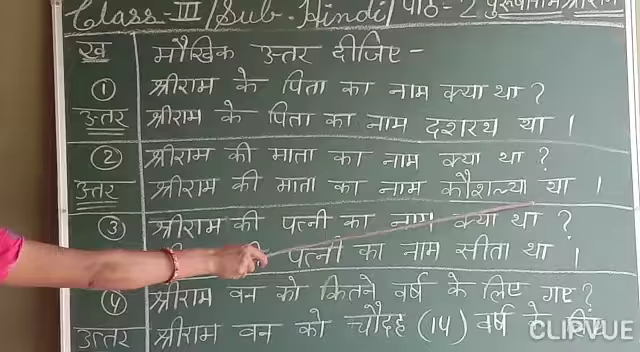 Class-III/Sub-Hindi/पाठ-2 पुरुषोत्तम श्रीराम
ख मौखिक उत्तर दीजिए -
① श्रीराम के पिता का नाम क्या था ?
उत्तर श्रीराम के पिता का नाम दशरथ था ।
② श्रीराम की माता का नाम क्या था ?
उत्तर श्रीराम की माता का नाम कौशल्या था ।
③ श्रीराम की पत्नी का नाम क्या था ?
पत्नी का नाम सीता था ।
④ श्रीराम वन को कितने वर्ष के लिए गए ?
उत्तर श्रीराम वन को चौदह (14) वर्ष के
CLIPVUE